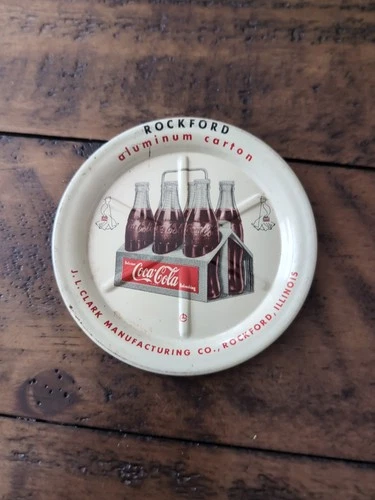 ROCKFORD
aluminum carton
Coca-Cola
J. L. CLARK MANUFACTURING CO., ROCKFORD, ILLINOIS